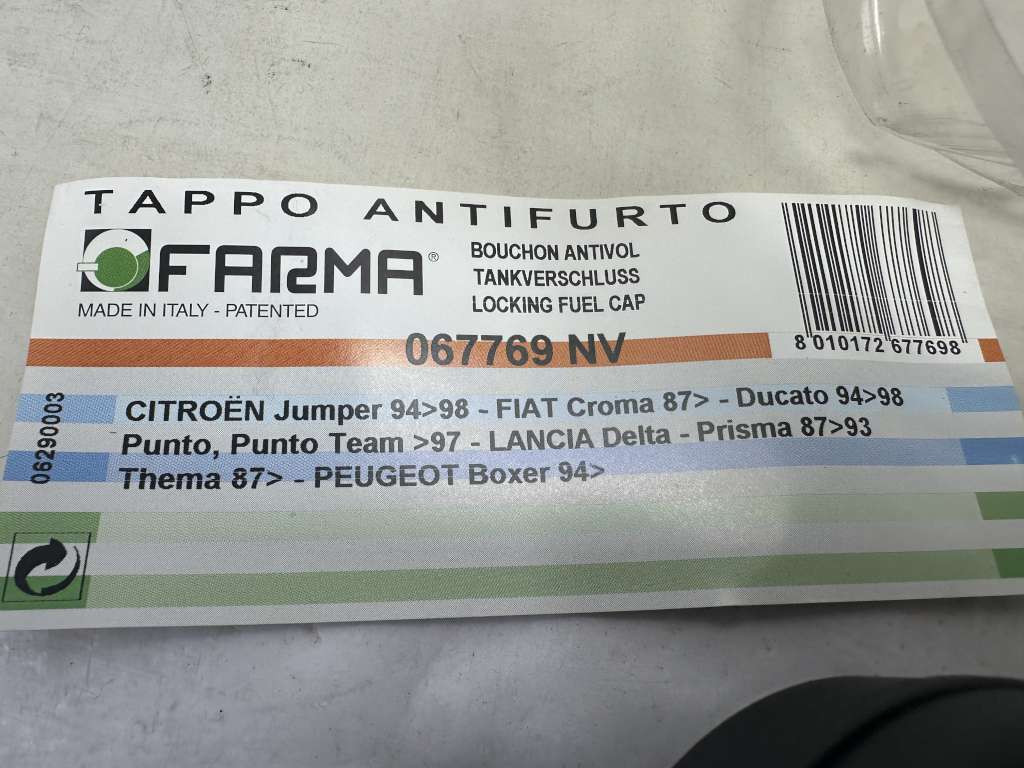 TAPPO ANTIFURTO
FARMA®
MADE IN ITALY - PATENTED
BOUCHON ANTIVOL
TANKVERSCHLUSS
LOCKING FUEL CAP
8 010172 677698
067769 NV
06290003
CITROËN Jumper 94>98 - FIAT Croma 87> - Ducato 94>98
Punto, Punto Team >97 - LANCIA Delta - Prisma 87>93
Thema 87> - PEUGEOT Boxer 94>